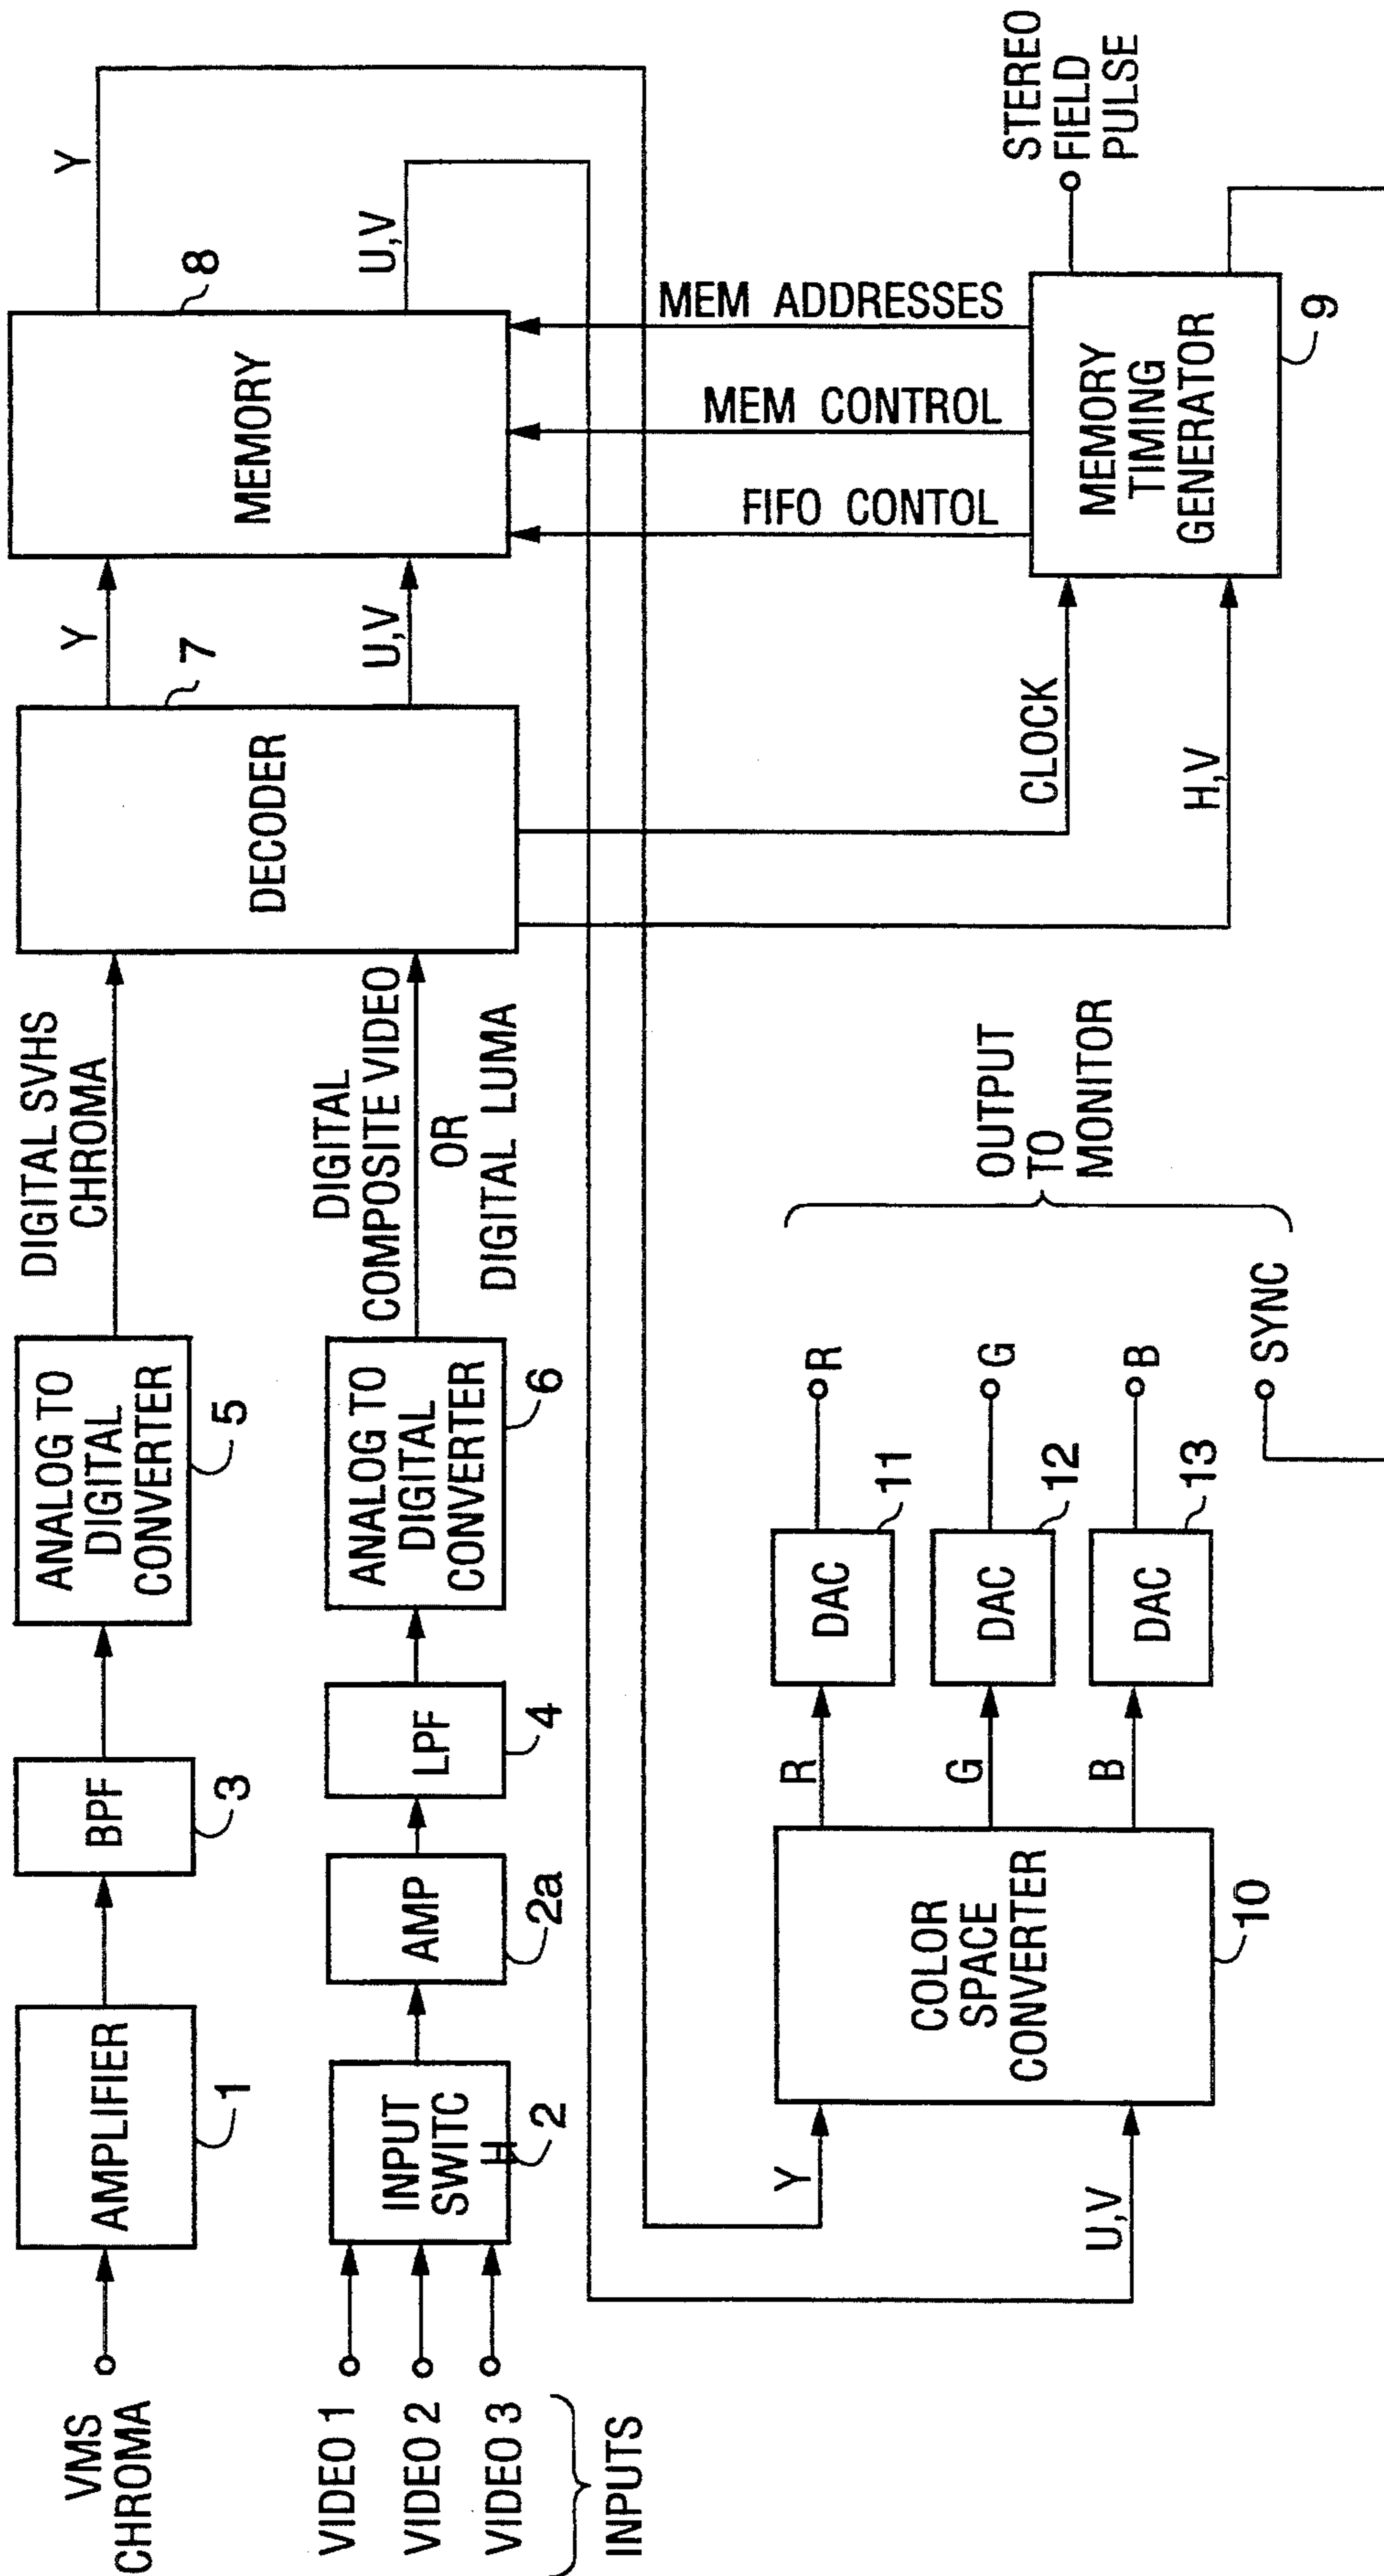 VMS
CHROMA
AMPLIFIER
1
BPF
3
ANALOG TO
DIGITAL
CONVERTER
5
DIGITAL SVHS
CHROMA
VIDEO 1
VIDEO 2
VIDEO 3
INPUTS
INPUT
SWITC
H
2
AMP
2a
LPF
4
ANALOG TO
DIGITAL
CONVERTER
6
DIGITAL
COMPOSITE VIDEO
OR
DIGITAL LUMA
DECODER
7
Y
U,V
MEMORY
8
Y
U,V
CLOCK
H,V
FIFO CONTOL
MEM CONTROL
MEM ADDRESSES
MEMORY
TIMING
GENERATOR
9
STEREO
FIELD
PULSE
Y
U,V
COLOR
SPACE
CONVERTER
10
R
G
B
DAC
11
DAC
12
DAC
13
R
G
B
SYNC
OUTPUT
TO
MONITOR